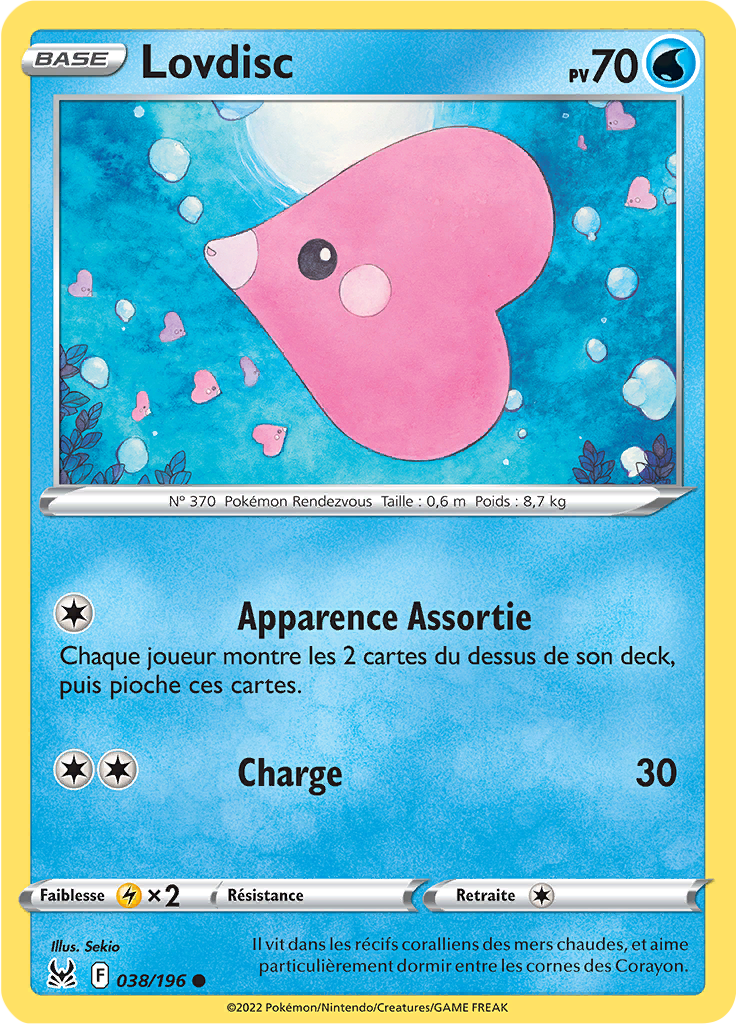 BASE
Lovdisc
PV 70
N° 370 Pokémon Rendezvous Taille : 0,6 m Poids : 8,7 kg
Apparence Assortie
Chaque joueur montre les 2 cartes du dessus de son deck,
puis pioche ces cartes.
Charge 30
Faiblesse ×2 Résistance Retraite
Illus. Sekio
Il vit dans les récifs coralliens des mers chaudes, et aime
particulièrement dormir entre les cornes des Corayon.
F 038/196
©2022 Pokémon/Nintendo/Creatures/GAME FREAK